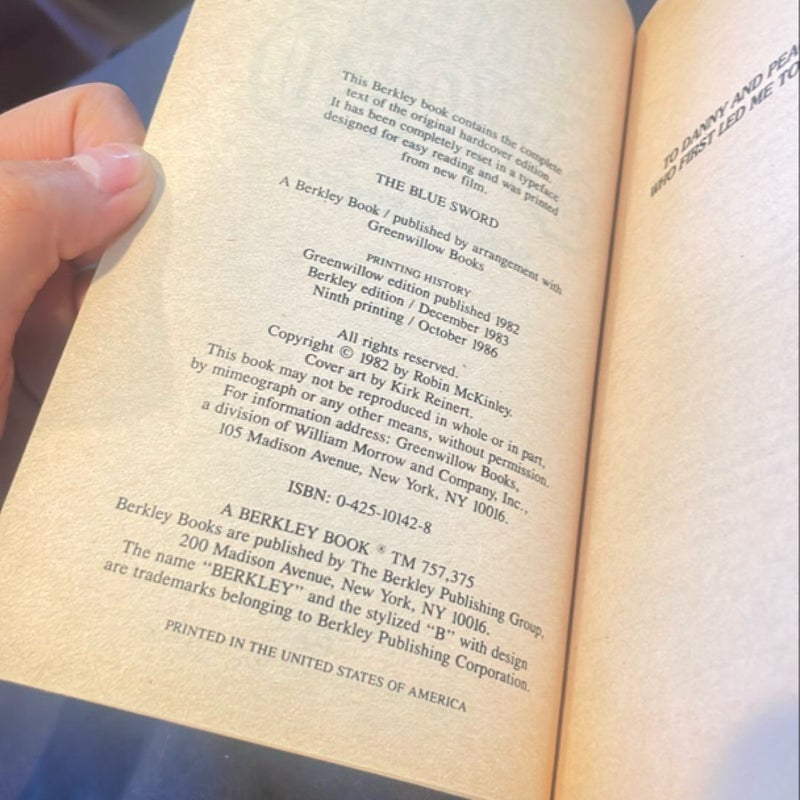 This Berkley book contains the complete
text of the original hardcover edition.
It has been completely reset in a typeface
designed for easy reading and was printed
from new film.
THE BLUE SWORD
A Berkley Book / published by arrangement with
Greenwillow Books
PRINTING HISTORY
Greenwillow edition published 1982
Berkley edition / December 1983
Ninth printing / October 1986
All rights reserved.
Copyright © 1982 by Robin McKinley.
Cover art by Kirk Reinert.
This book may not be reproduced in whole or in part,
by mimeograph or any other means, without permission.
For information address: Greenwillow Books,
a division of William Morrow and Company, Inc.,
105 Madison Avenue, New York, NY 10016.
ISBN: 0-425-10142-8
A BERKLEY BOOK ® TM 757,375
Berkley Books are published by The Berkley Publishing Group,
200 Madison Avenue, New York, NY 10016.
The name “BERKLEY” and the stylized “B” with design
are trademarks belonging to Berkley Publishing Corporation.
PRINTED IN THE UNITED STATES OF AMERICA
TO DANNY AND
WHO FIRST LED ME TO